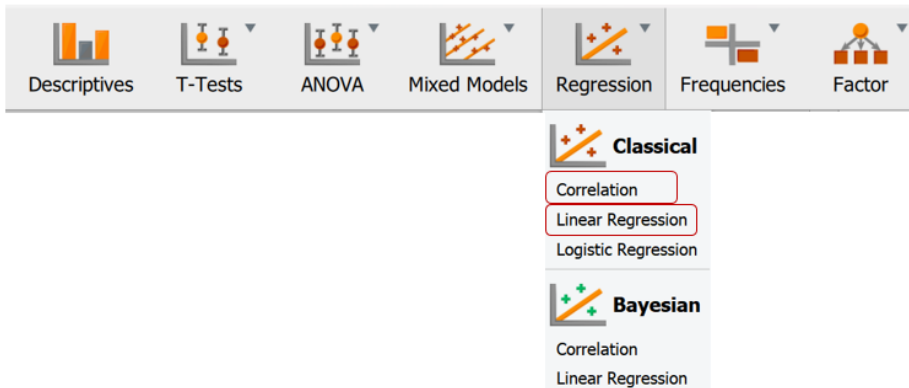 Descriptives T-Tests ANOVA Mixed Models Regression Frequencies Factor
Classical
Correlation
Linear Regression
Logistic Regression
Bayesian
Correlation
Linear Regression